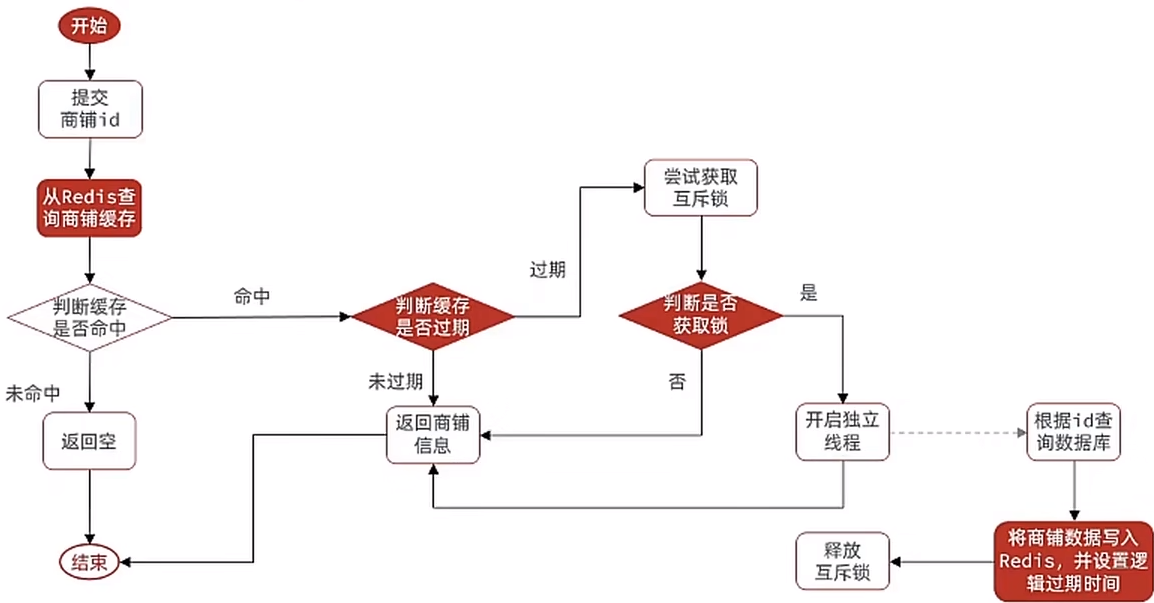 开始
提交
商铺id
从Redis查
询商铺缓存
判断缓存
是否命中
命中
未命中
返回空
结束
判断缓存
是否过期
过期
未过期
返回商铺
信息
尝试获取
互斥锁
判断是否
获取锁
是
否
开启独立
线程
根据id查
询数据库
将商铺数据写入
Redis，并设置逻
辑过期时间
释放
互斥锁